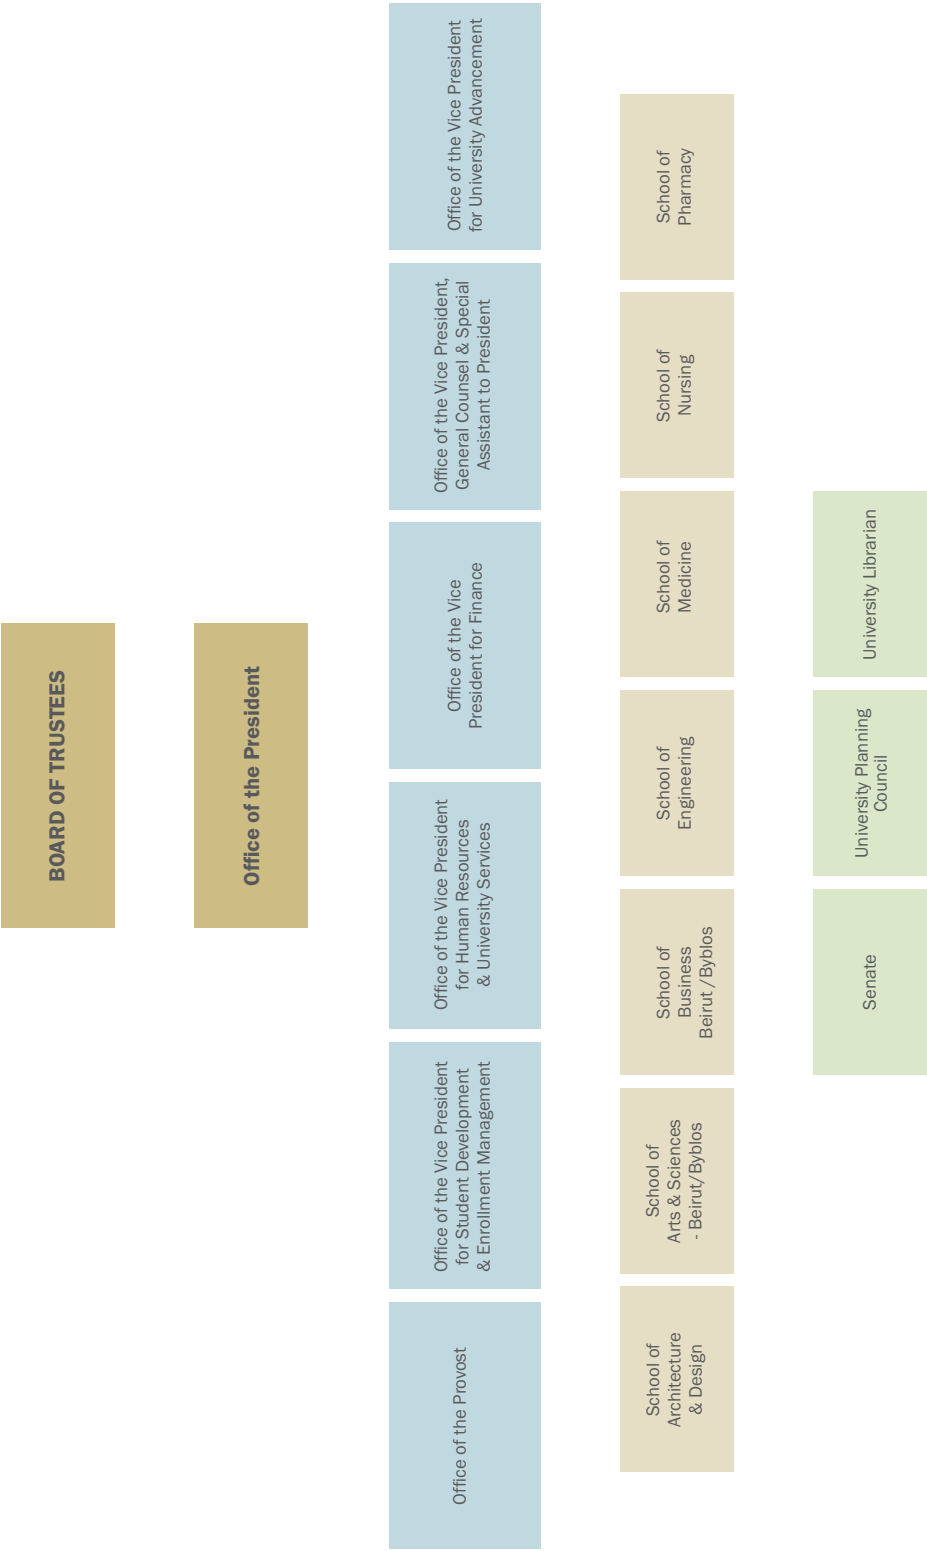 BOARD OF TRUSTEES
Office of the President
Office of the Provost
Office of the Vice President
for Student Development
& Enrollment Management
Office of the Vice President
for Human Resources
& University Services
Office of the Vice
President for Finance
Office of the Vice President,
General Counsel & Special
Assistant to President
Office of the Vice President
for University Advancement
School of
Architecture
& Design
School of
Arts & Sciences
- Beirut/Byblos
School of
Business
Beirut /Byblos
School of
Engineering
School of
Medicine
School of
Nursing
School of
Pharmacy
Senate
University Planning
Council
University Librarian